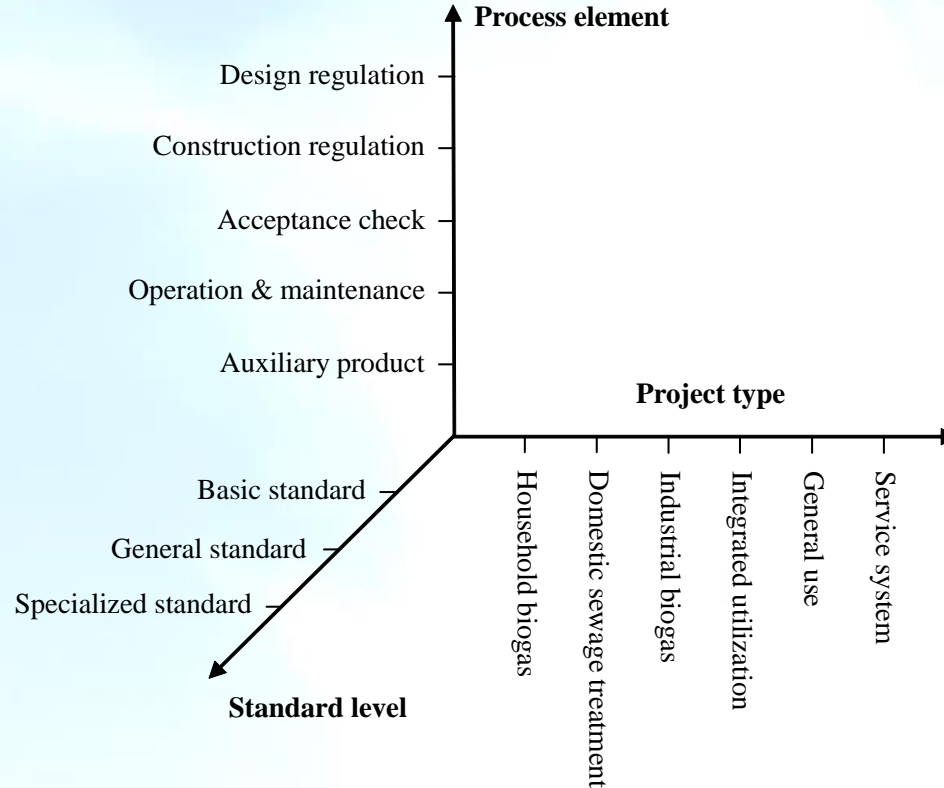 Process element
Design regulation
Construction regulation
Acceptance check
Operation & maintenance
Auxiliary product
Project type
Household biogas
Domestic sewage treatment
Industrial biogas
Integrated utilization
General use
Service system
Basic standard
General standard
Specialized standard
Standard level